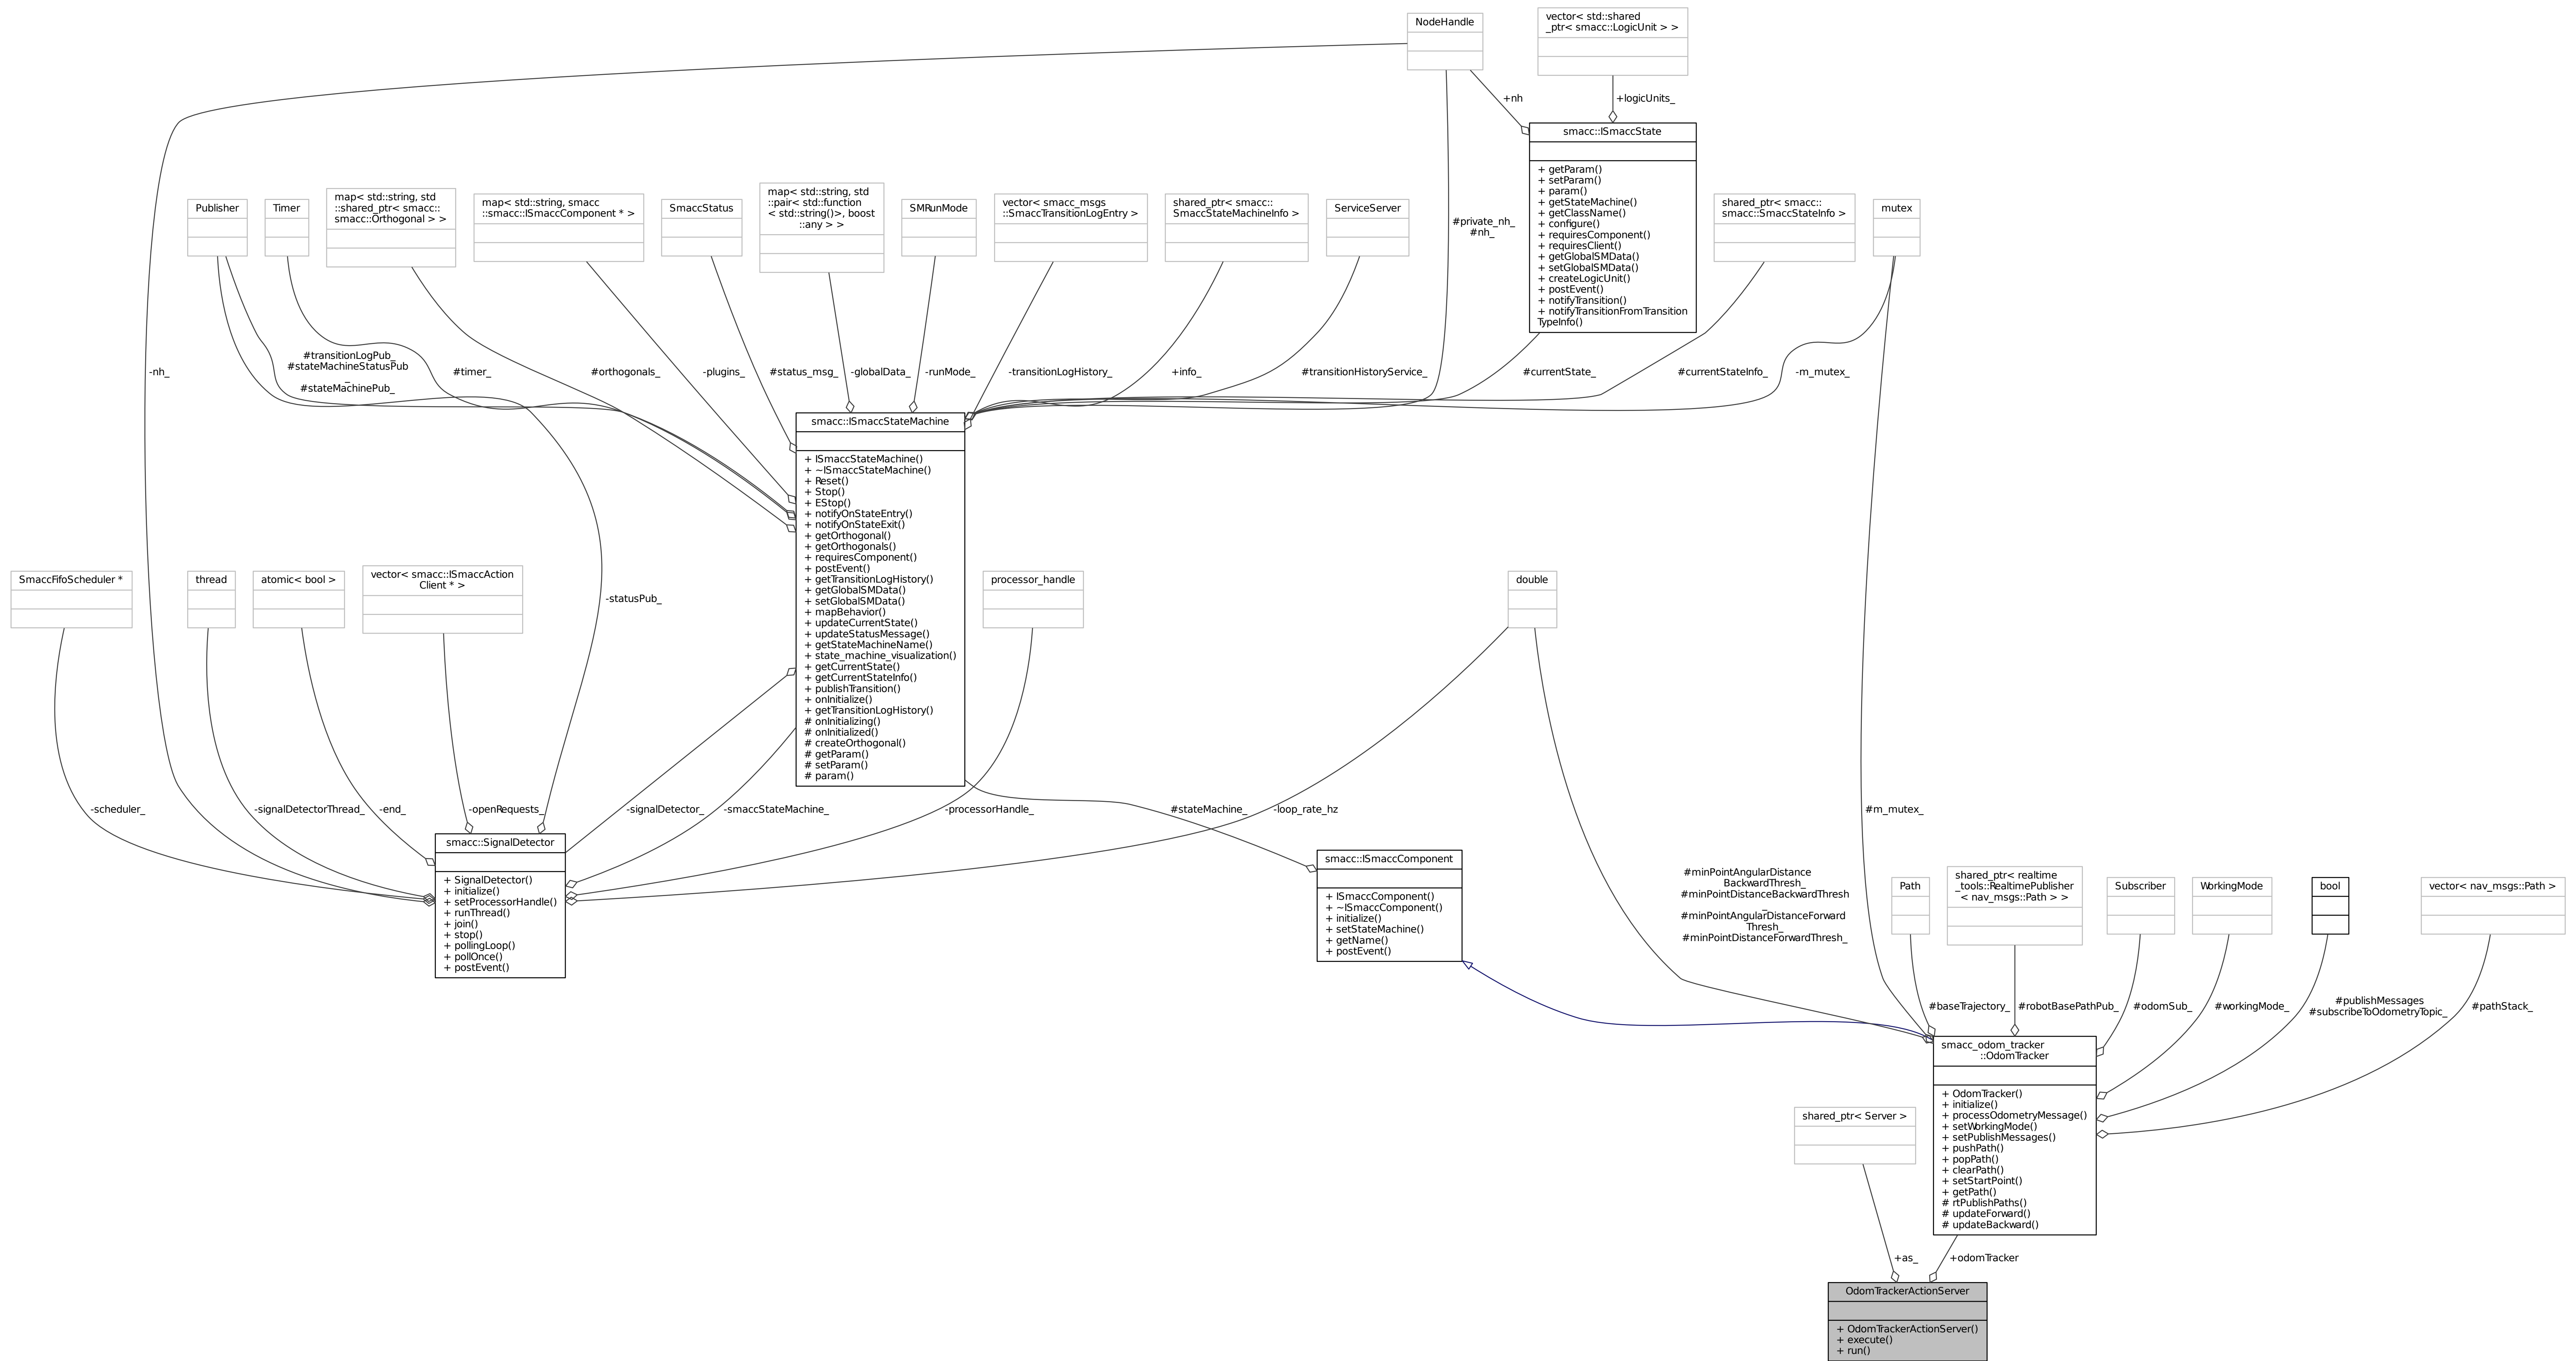 NodeHandle
vector< std::shared
_ptr< smacc::LogicUnit > >
+nh
+logicUnits_
smacc::ISmaccState
+ getParam()
+ setParam()
+ param()
+ getStateMachine()
+ getClassName()
+ configure()
+ requiresComponent()
+ requiresClient()
+ getGlobalSMData()
+ setGlobalSMData()
+ createLogicUnit()
+ postEvent()
+ notifyTransition()
+ notifyTransitionFromTransition
TypeInfo()
Publisher
Timer
map< std::string, std
::shared_ptr< smacc::
smacc::Orthogonal > >
map< std::string, smacc
::smacc::ISmaccComponent * >
SmaccStatus
map< std::string, std
::pair< std::function
< std::string()>, boost
::any > >
SMRunMode
vector< smacc_msgs
::SmaccTransitionLogEntry >
shared_ptr< smacc::
SmaccStateMachineInfo >
ServiceServer
#private_nh_
#nh_
shared_ptr< smacc::
smacc::SmaccStateInfo >
mutex
-nh_
#transitionLogPub_
#stateMachineStatusPub
_
#stateMachinePub_
#timer_
#orthogonals_
-plugins_
#status_msg_
-globalData_
-runMode_
-transitionLogHistory_
+info_
#transitionHistoryService_
#currentState_
#currentStateInfo_
-m_mutex_
smacc::ISmaccStateMachine
+ ISmaccStateMachine()
+ ~ISmaccStateMachine()
+ Reset()
+ Stop()
+ EStop()
+ notifyOnStateEntry()
+ notifyOnStateExit()
+ getOrthogonal()
+ getOrthogonals()
+ requiresComponent()
+ postEvent()
+ getTransitionLogHistory()
+ getGlobalSMData()
+ setGlobalSMData()
+ mapBehavior()
+ updateCurrentState()
+ updateStatusMessage()
+ getStateMachineName()
+ state_machine_visualization()
+ getCurrentState()
+ getCurrentStateInfo()
+ publishTransition()
+ onInitialize()
+ getTransitionLogHistory()
# onInitializing()
# onInitialized()
# createOrthogonal()
# getParam()
# setParam()
# param()
SmaccFifoScheduler *
thread
atomic< bool >
vector< smacc::ISmaccAction
Client * >
-statusPub_
processor_handle
double
-scheduler_
-signalDetectorThread_
-end_
-openRequests_
-signalDetector_
-smaccStateMachine_
-processorHandle_
#stateMachine_
-loop_rate_hz
#m_mutex_
smacc::SignalDetector
+ SignalDetector()
+ initialize()
+ setProcessorHandle()
+ runThread()
+ join()
+ stop()
+ pollingLoop()
+ pollOnce()
+ postEvent()
smacc::ISmaccComponent
+ ISmaccComponent()
+ ~ISmaccComponent()
+ initialize()
+ setStateMachine()
+ getName()
+ postEvent()
#minPointAngularDistance
BackwardThresh_
#minPointDistanceBackwardThresh
_
#minPointAngularDistanceForward
Thresh_
#minPointDistanceForwardThresh_
Path
shared_ptr< realtime
_tools::RealtimePublisher
< nav_msgs::Path > >
Subscriber
WorkingMode
bool
vector< nav_msgs::Path >
#baseTrajectory_
#robotBasePathPub_
#odomSub_
#workingMode_
#publishMessages
#subscribeToOdometryTopic_
#pathStack_
smacc_odom_tracker
::OdomTracker
+ OdomTracker()
+ initialize()
+ processOdometryMessage()
+ setWorkingMode()
+ setPublishMessages()
+ pushPath()
+ popPath()
+ clearPath()
+ setStartPoint()
+ getPath()
# rtPublishPaths()
# updateForward()
# updateBackward()
shared_ptr< Server >
+as_
+odomTracker
OdomTrackerActionServer
+ OdomTrackerActionServer()
+ execute()
+ run()